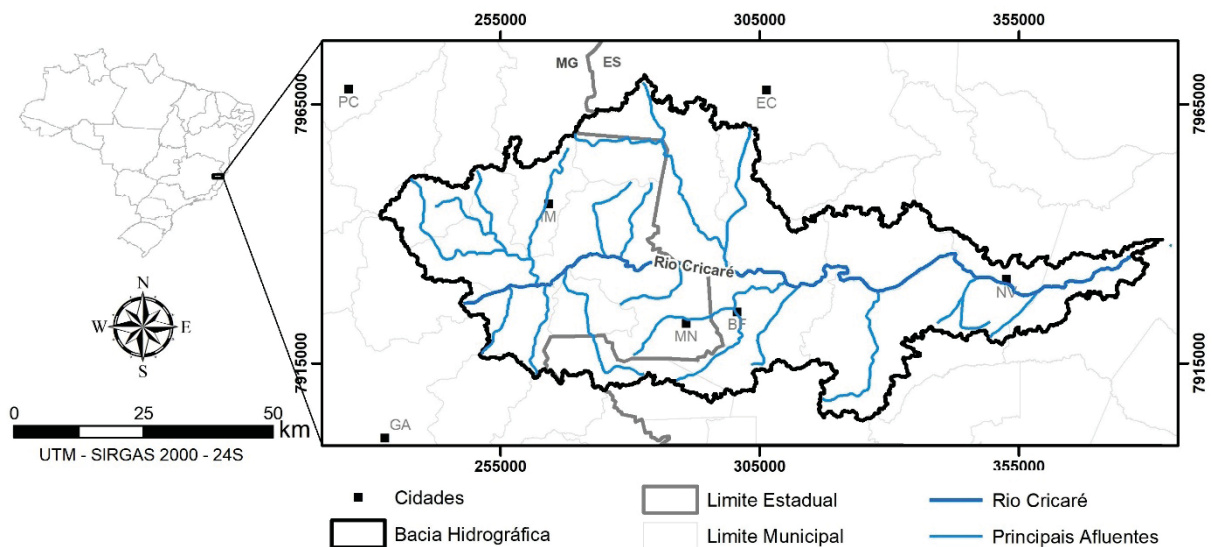 255000 305000 355000
MG ES
PC
EC
7965000
7965000
IM
Rio Cricaré
NV
BF
MN
7915000
7915000
GA
N
W E
S
0 25 50
km
UTM - SIRGAS 2000 - 24S
255000 305000 355000
Cidades
Limite Estadual
Rio Cricaré
Bacia Hidrográfica
Limite Municipal
Principais Afluentes